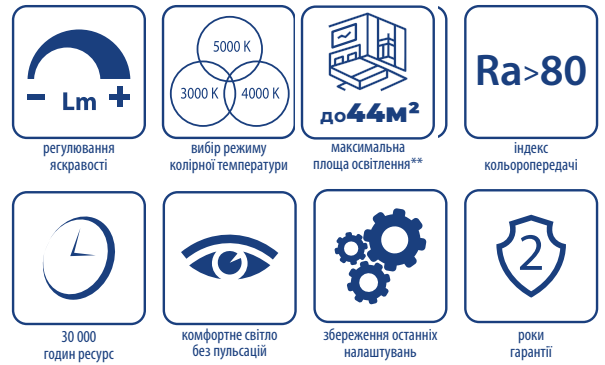 − Lm +
5000 K
3000 K
4000 K
до44м²
Ra>80
регулювання
яскравості
вибір режиму
колірної температури
максимальна
площа освітлення**
індекс
кольоропередачі
2
30 000
годин ресурс
комфортне світло
без пульсацій
збереження останніх
налаштувань
роки
гарантії